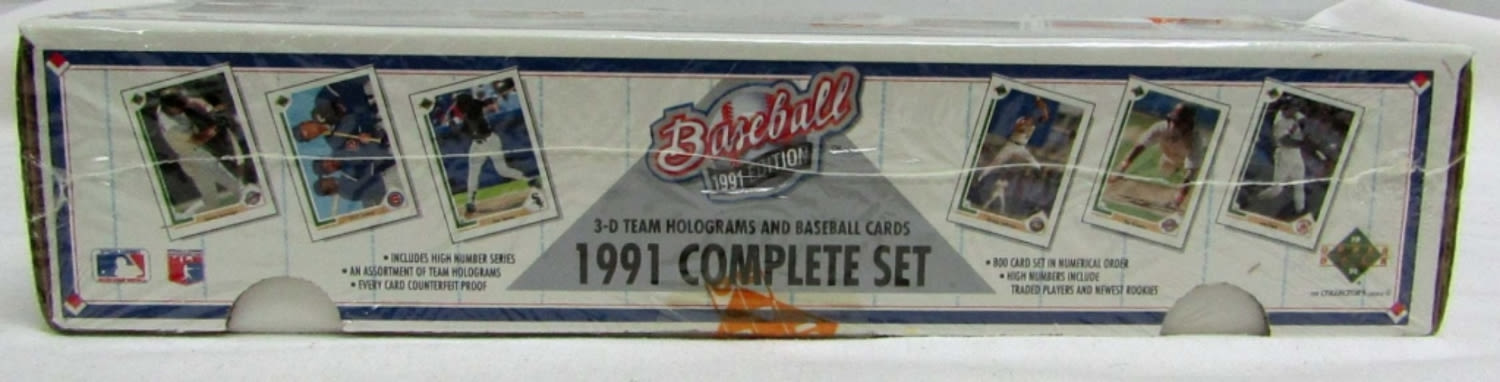 Baseball
1991 EDITION
3-D TEAM HOLOGRAMS AND BASEBALL CARDS
1991 COMPLETE SET
• INCLUDES HIGH NUMBER SERIES
• AN ASSORTMENT OF TEAM HOLOGRAMS
• EVERY CARD COUNTERFEIT PROOF
• 800 CARD SET IN NUMERICAL ORDER
• HIGH NUMBERS INCLUDE
TRADED PLAYERS AND NEWEST ROOKIES